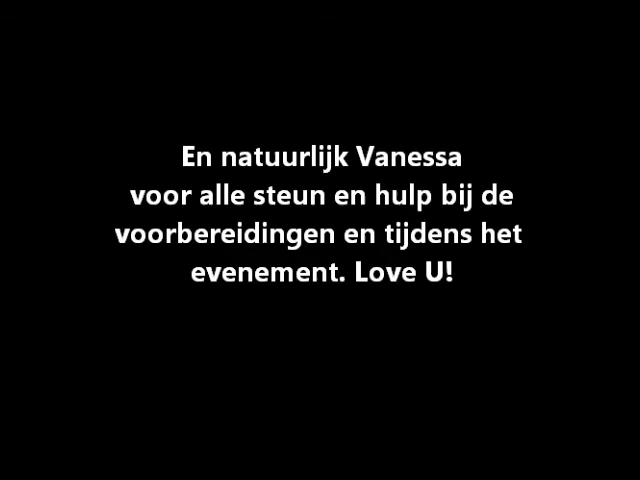 En natuurlijk Vanessa
voor alle steun en hulp bij de
voorbereidingen en tijdens het
evenement. Love U!